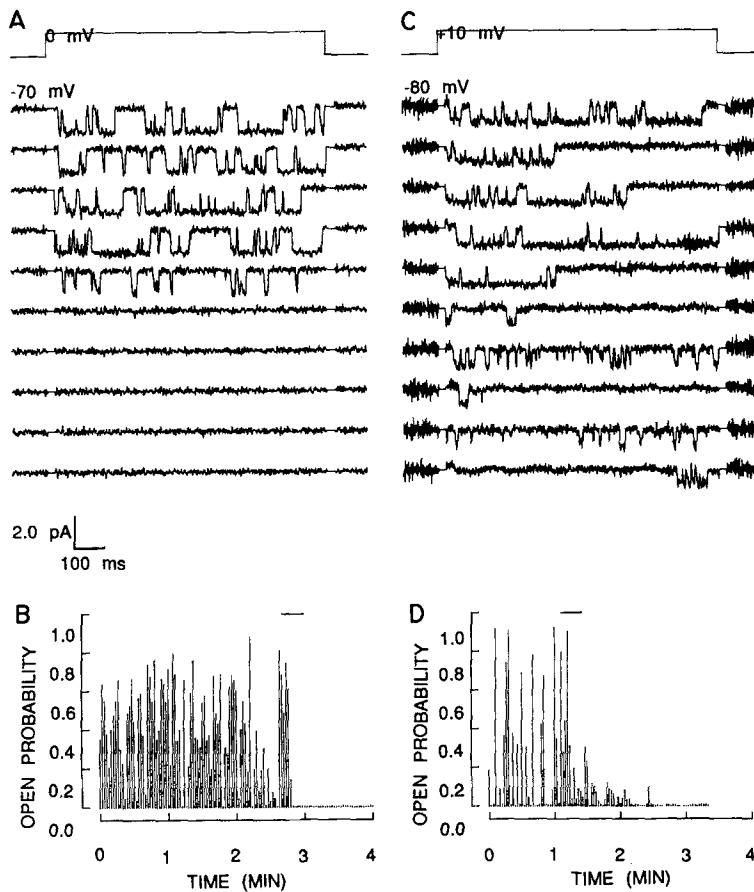 A
0 mV
-70 mV
C
+10 mV
-80 mV
2.0 pA
100 ms
B
OPEN PROBABILITY
1.0
0.8
0.6
0.4
0.2
0.0
0 1 2 3 4
TIME (MIN)
D
OPEN PROBABILITY
1.0
0.8
0.6
0.4
0.2
0.0
0 1 2 3 4
TIME (MIN)